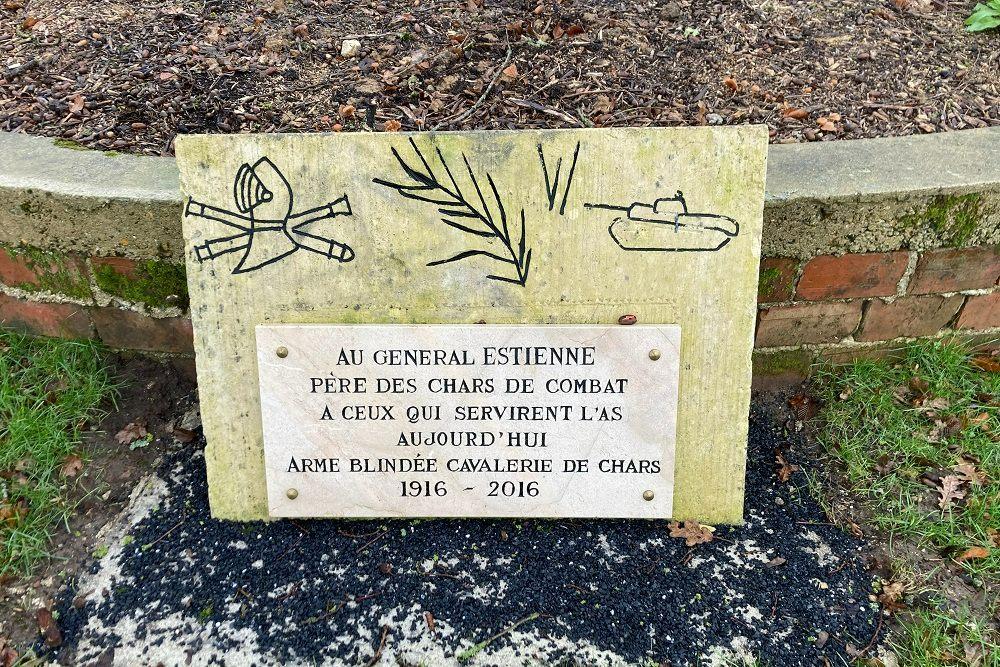 AU GENERAL ESTIENNE
PÈRE DES CHARS DE COMBAT
A CEUX QUI SERVIRENT L'AS
AUJOURD'HUI
ARME BLINDÉE CAVALERIE DE CHARS
1916 - 2016